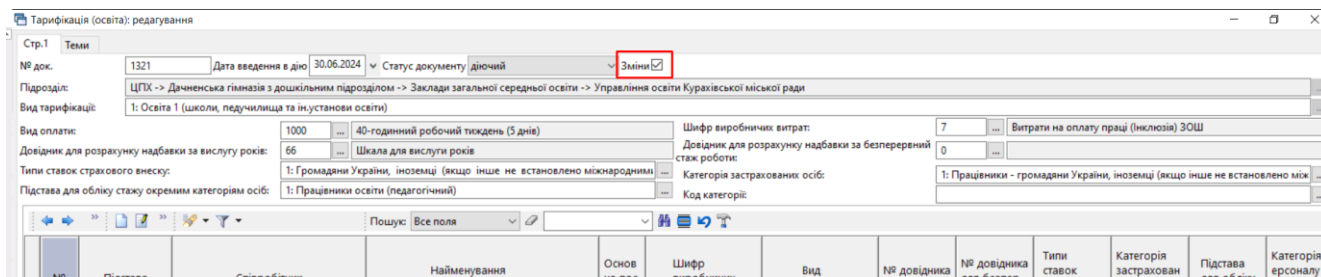 Тарифікація (освіта): редагування
Стр.1 Теми
№ док. 1321 Дата введення в дію 30.06.2024 Статус документу діючий Зміни
Підрозділ: ЦПХ -> Дачненська гімназія з дошкільним підрозділом -> Заклади загальної середньої освіти -> Управління освіти Курахівської міської ради
Вид тарифікації: 1: Освіта 1 (школи, педучилища та ін.установи освіти)
Вид оплати: 1000 ... 40-годинний робочий тиждень (5 днів) Шифр виробничих витрат: 7 ... Витрати на оплату праці (Інклюзія) ЗОШ
Довідник для розрахунку надбавки за вислугу років: 66 ... Шкала для вислуги років Довідник для розрахунку надбавки за безперервний стаж роботи: 0 ...
Типи ставок страхового внеску: 1: Громадяни України, іноземці (якщо інше не встановлено міжнародними ... Категорія застрахованих осіб: 1: Працівники - громадяни України, іноземці (якщо інше не встановлено між
Підстава для обліку стажу окремим категоріям осіб: 1: Працівники освіти (педагогічний) ... Код категорії:
Пошук: Все поля
Найменування Основ Шифр Вид № довідника № довідника Типи ставок Категорія застрахован Підстава Категорія